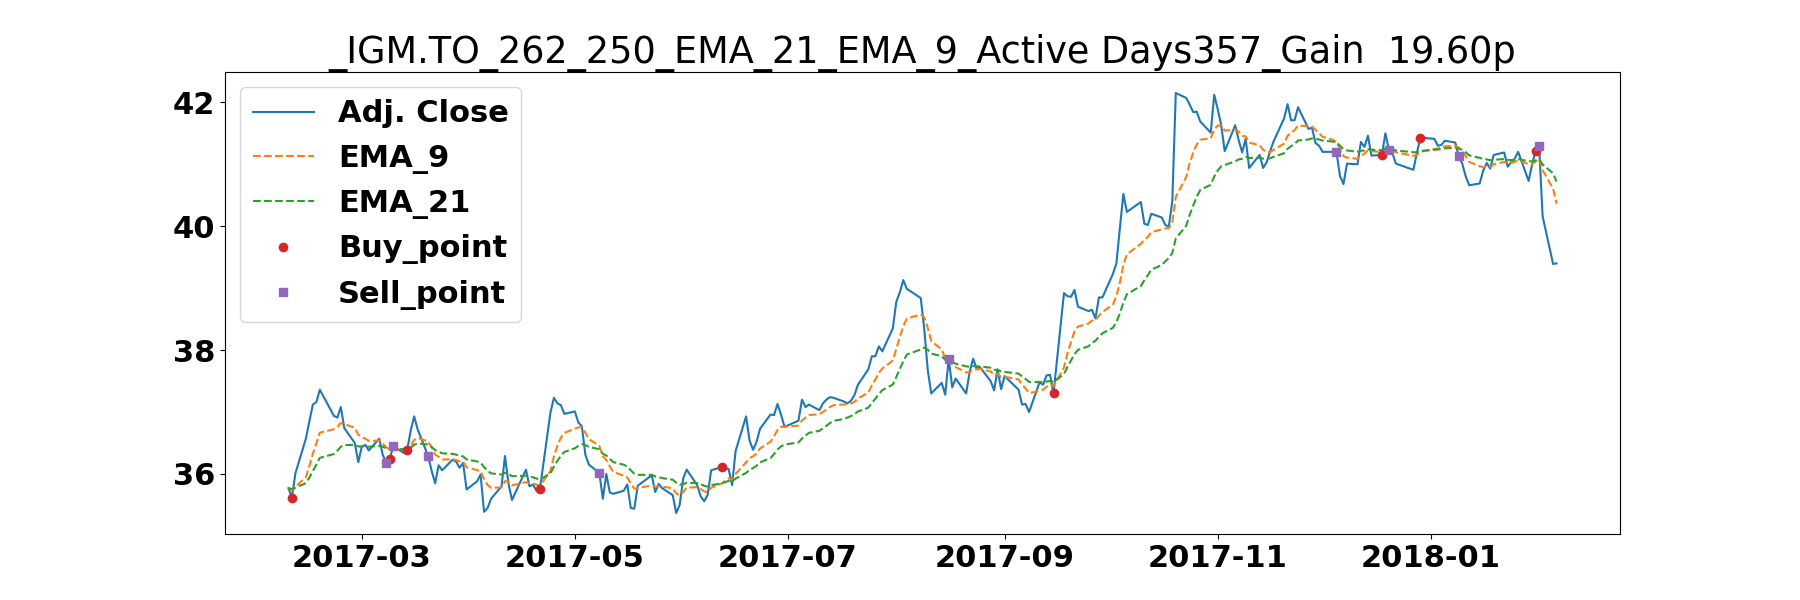 _IGM.TO_262_250_EMA_21_EMA_9_Active Days357_Gain  19.60p
Adj. Close
EMA_9
EMA_21
Buy_point
Sell_point
42
40
38
36
2017-03 2017-05 2017-07 2017-09 2017-11 2018-01